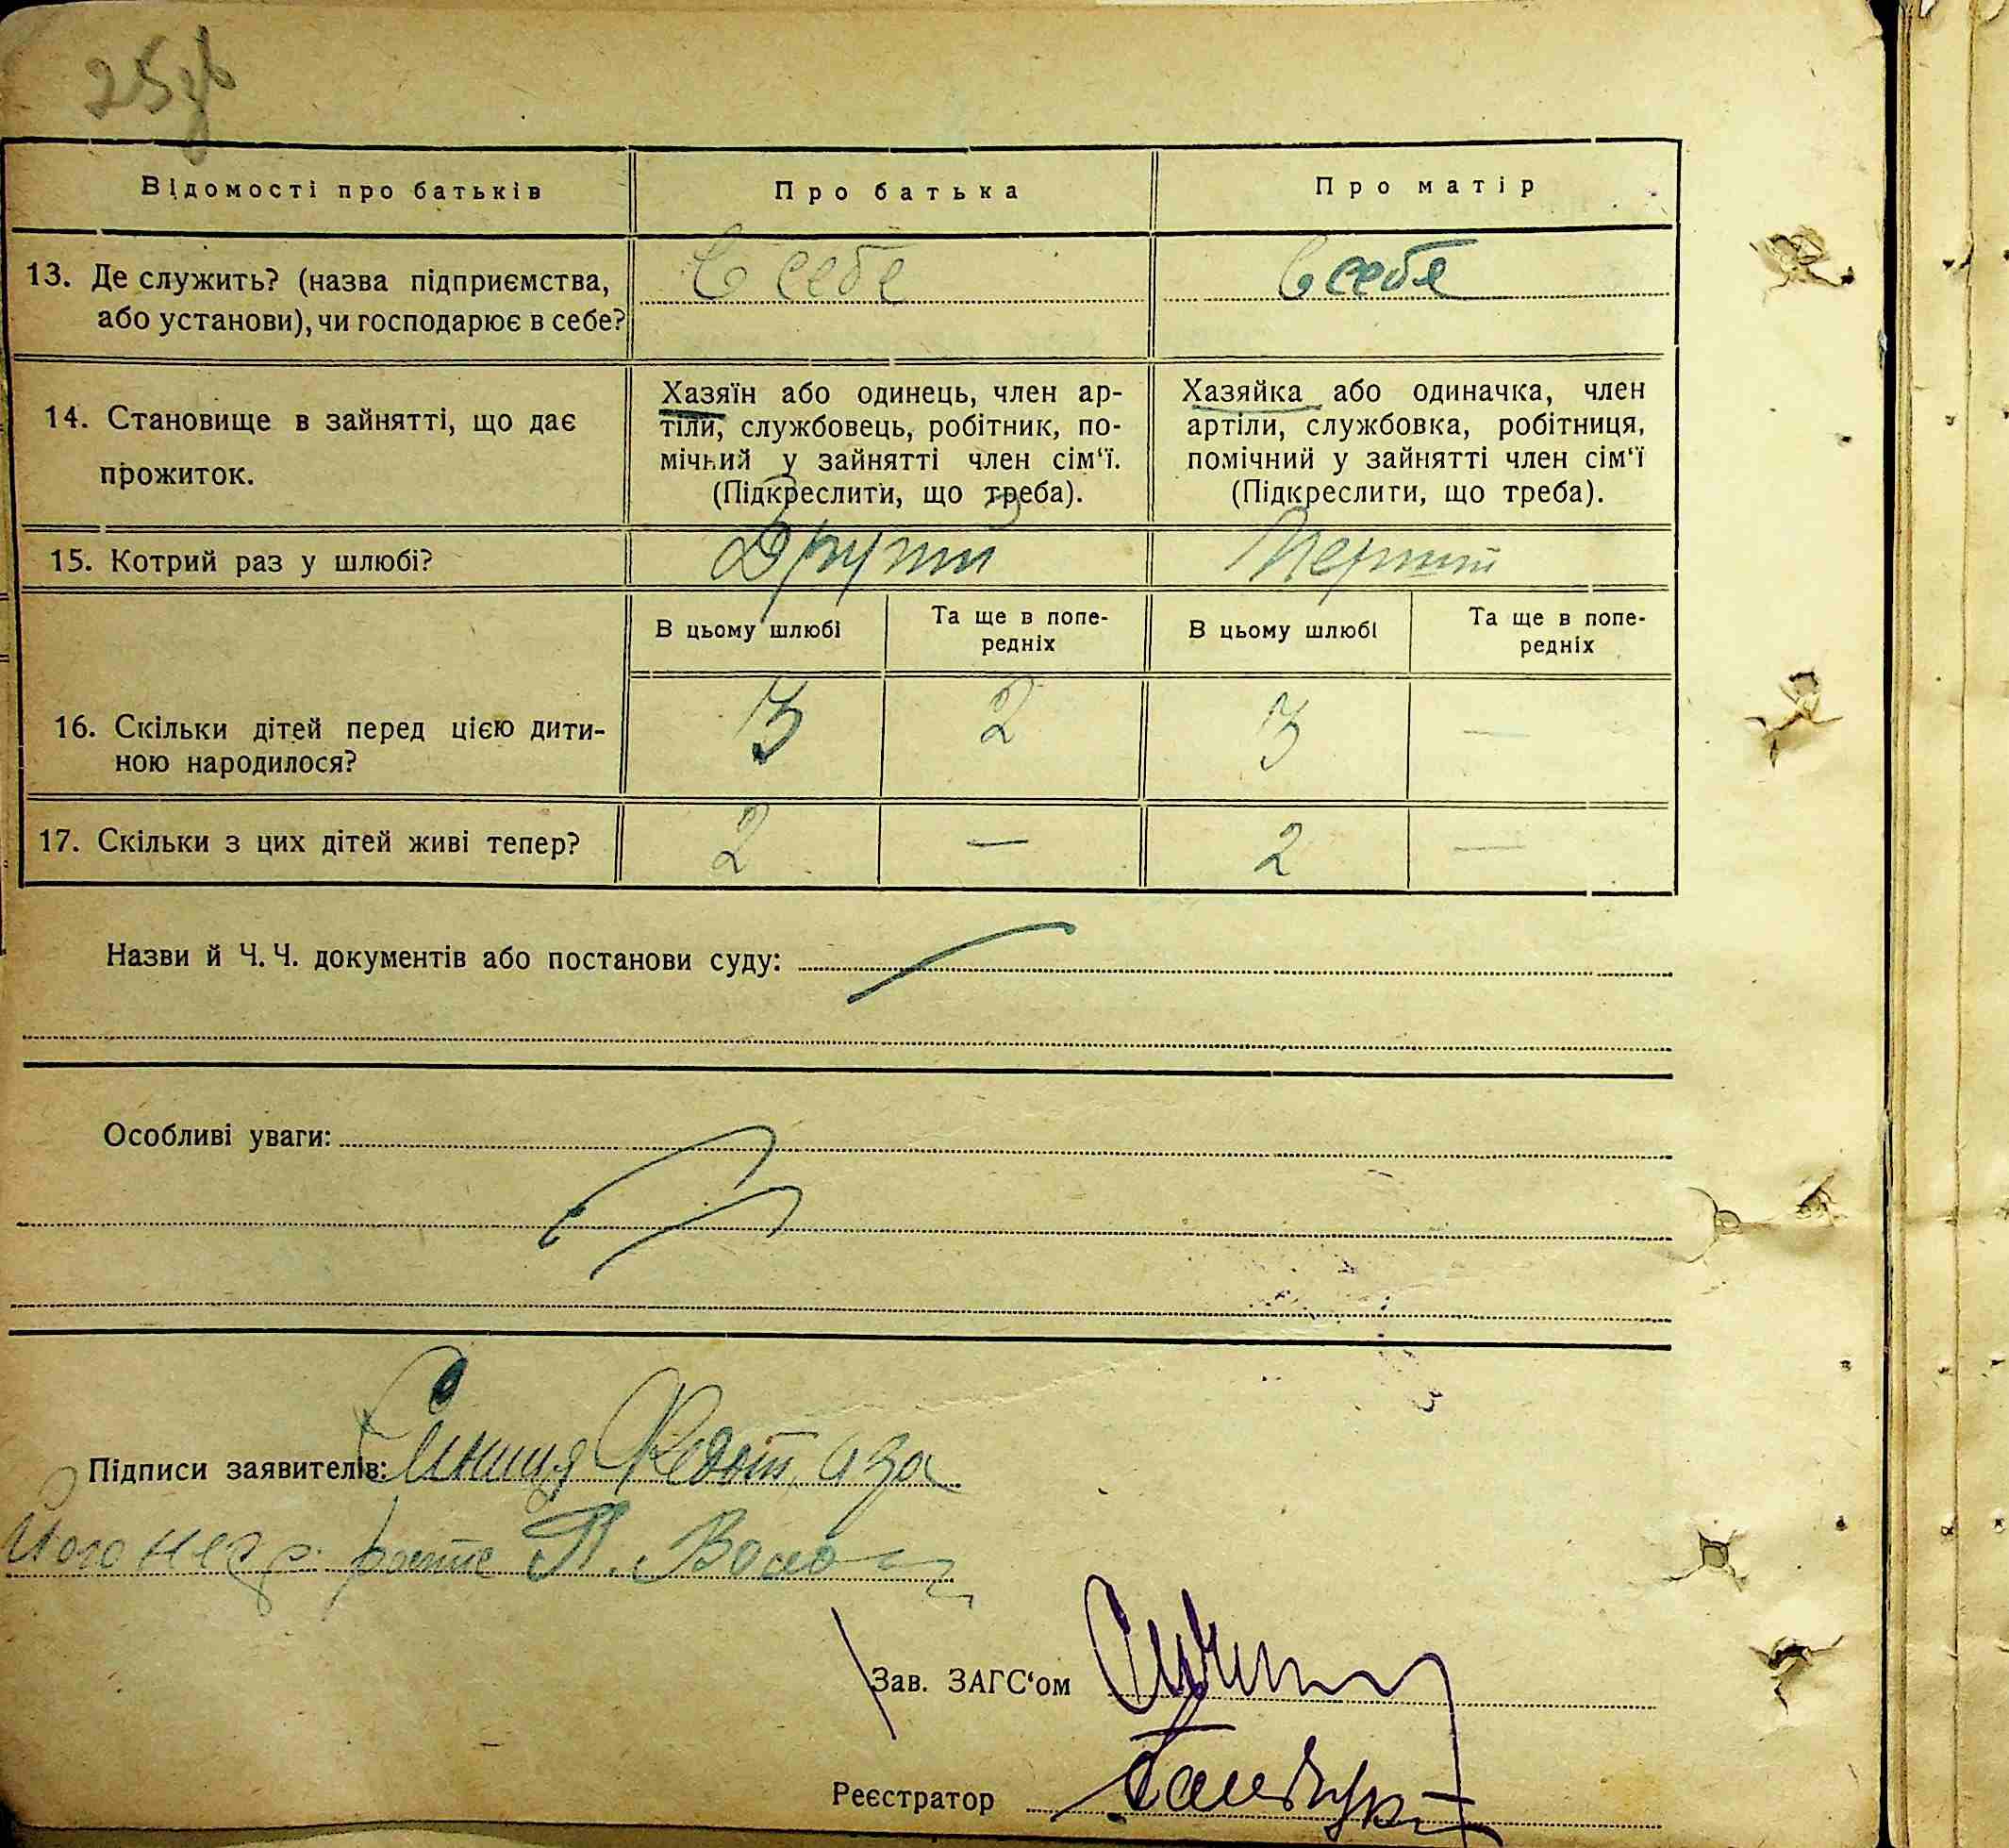 25зв
Відомості про батьків
Про батька
Про матір
13. Де служить? (назва підприємства,
або установи), чи господарює в себе?
в себе
в себе
14. Становище в зайнятті, що дає
прожиток.
Хазяїн або одинець, член ар-
тіли, службовець, робітник, по-
мічний у зайнятті член сім'ї.
(Підкреслити, що треба).
Хазяйка або одиначка, член
артіли, службовка, робітниця,
помічний у зайнятті член сім'ї
(Підкреслити, що треба).
15. Котрий раз у шлюбі?
Другий
Перший
В цьому шлюбі
Та ще в попе-
редніх
В цьому шлюбі
Та ще в попе-
редніх
16. Скільки дітей перед цією дити-
ною народилося?
3
2
3
—
17. Скільки з цих дітей живі тепер?
2
—
2
—
Назви й Ч. Ч. документів або постанови суду:
Особливі уваги:
Підписи заявителів: Синиця Федот, а за
його
Зав. ЗАГС'ом
Реєстратор